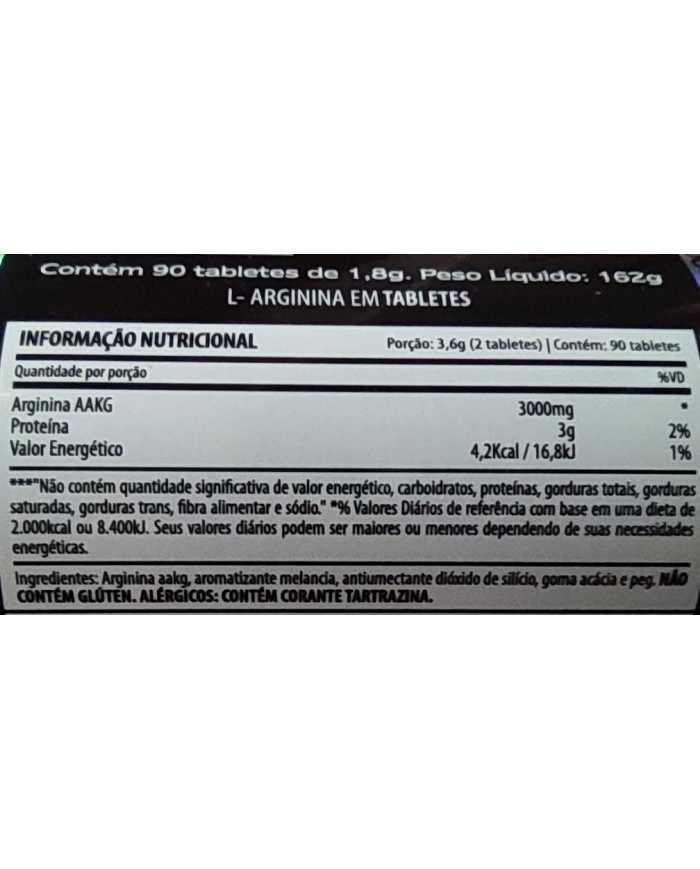 Contém 90 tabletes de 1,8g. Peso Líquido: 162g
L- ARGININA EM TABLETES
INFORMAÇÃO NUTRICIONAL
Porção: 3,6g (2 tabletes) | Contém: 90 tabletes
Quantidade por porção %VD
Arginina AAKG 3000mg *
Proteína 3g 2%
Valor Energético 4,2Kcal / 16,8kJ 1%
***"Não contém quantidade significativa de valor energético, carboidratos, proteínas, gorduras totais, gorduras
saturadas, gorduras trans, fibra alimentar e sódio." *% Valores Diários de referência com base em uma dieta de
2.000kcal ou 8.400kJ. Seus valores diários podem ser maiores ou menores dependendo de suas necessidades
energéticas.
Ingredientes: Arginina aakg, aromatizante melancia, antiumectante dióxido de silício, goma acácia e peg. NÃO
CONTÉM GLÚTEN. ALÉRGICOS: CONTÉM CORANTE TARTRAZINA.